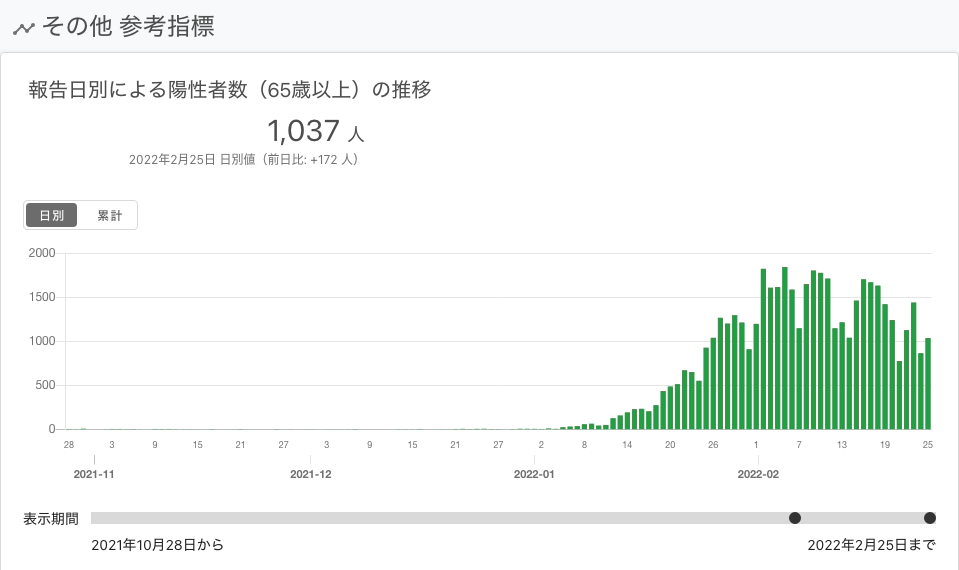 その他 参考指標
報告日別による陽性者数（65歳以上）の推移
1,037 人
2022年2月25日 日別値（前日比: +172 人）
日別 累計
2000
1500
1000
500
0
28 3 9 15 21 27 3 9 15 21 27 2 8 14 20 26 1 7 13 19 25
2021-11 2021-12 2022-01 2022-02
表示期間
2021年10月28日から 2022年2月25日まで